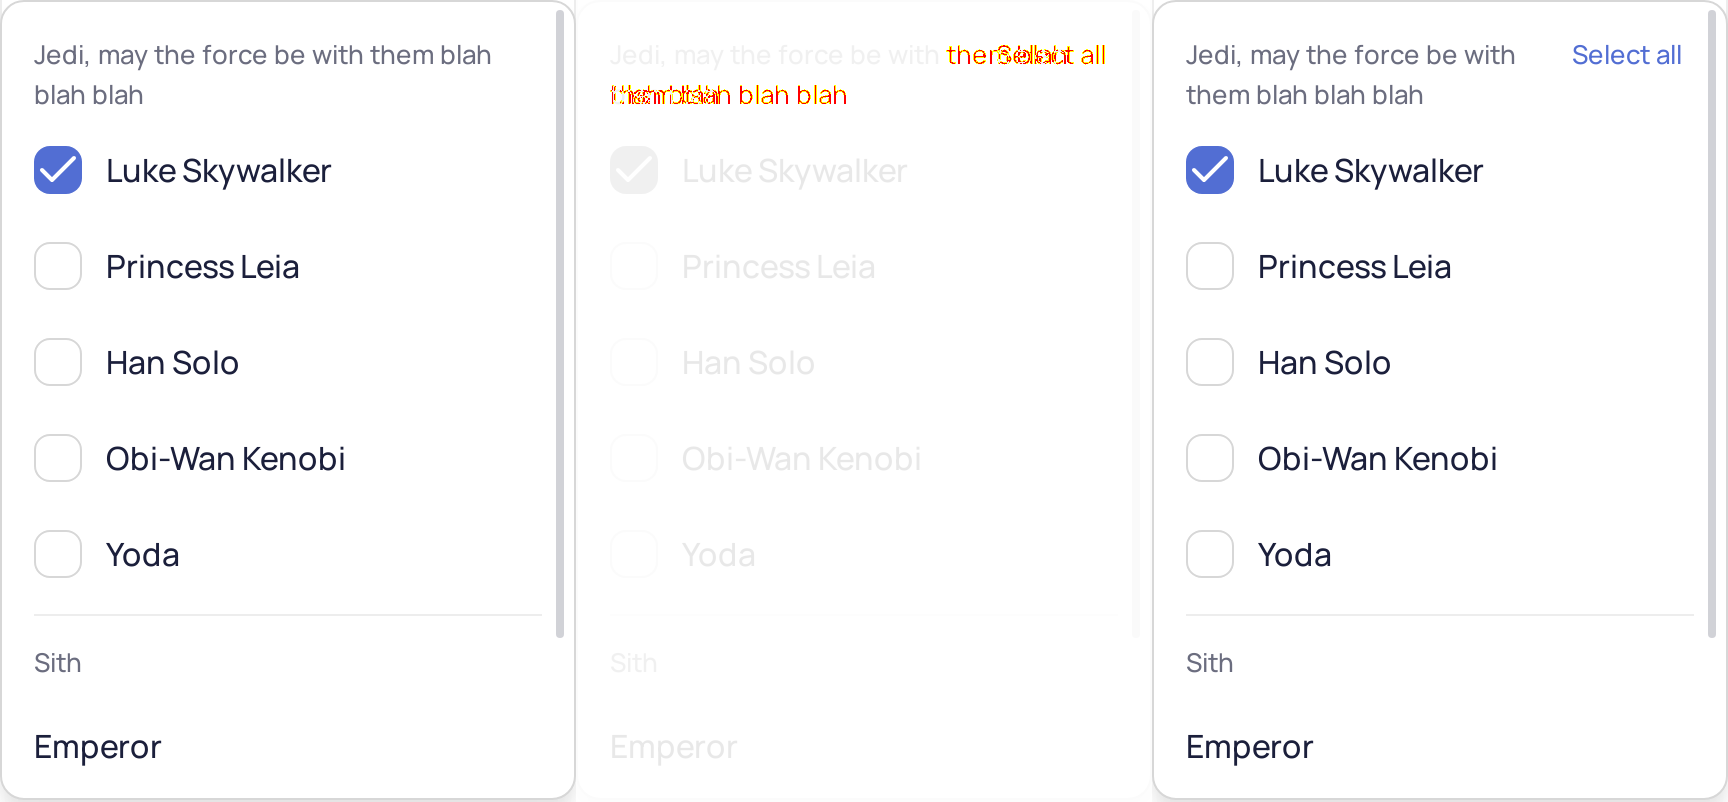 Jedi, may the force be with them blah
blah blah
Luke Skywalker
Princess Leia
Han Solo
Obi-Wan Kenobi
Yoda
Sith
Emperor
Jedi, may the force be with
blah blah
Luke Skywalker
Princess Leia
Han Solo
Obi-Wan Kenobi
Yoda
Sith
Emperor
Jedi, may the force be with Select all
them blah blah blah
Luke Skywalker
Princess Leia
Han Solo
Obi-Wan Kenobi
Yoda
Sith
Emperor